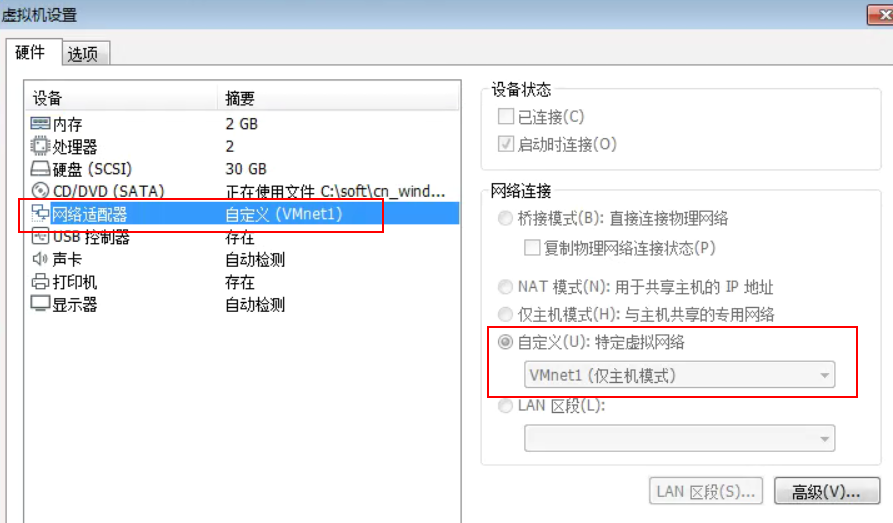 虚拟机设置
硬件 选项
设备 摘要
内存 2 GB
处理器 2
硬盘 (SCSI) 30 GB
CD/DVD (SATA) 正在使用文件 C:\soft\cn_wind...
网络适配器 自定义 (VMnet1)
USB 控制器 存在
声卡 自动检测
打印机 存在
显示器 自动检测
设备状态
已连接(C)
启动时连接(O)
网络连接
桥接模式(B): 直接连接物理网络
复制物理网络连接状态(P)
NAT 模式(N): 用于共享主机的 IP 地址
仅主机模式(H): 与主机共享的专用网络
自定义(U): 特定虚拟网络
VMnet1 (仅主机模式)
LAN 区段(L):
LAN 区段(S)... 高级(V)...